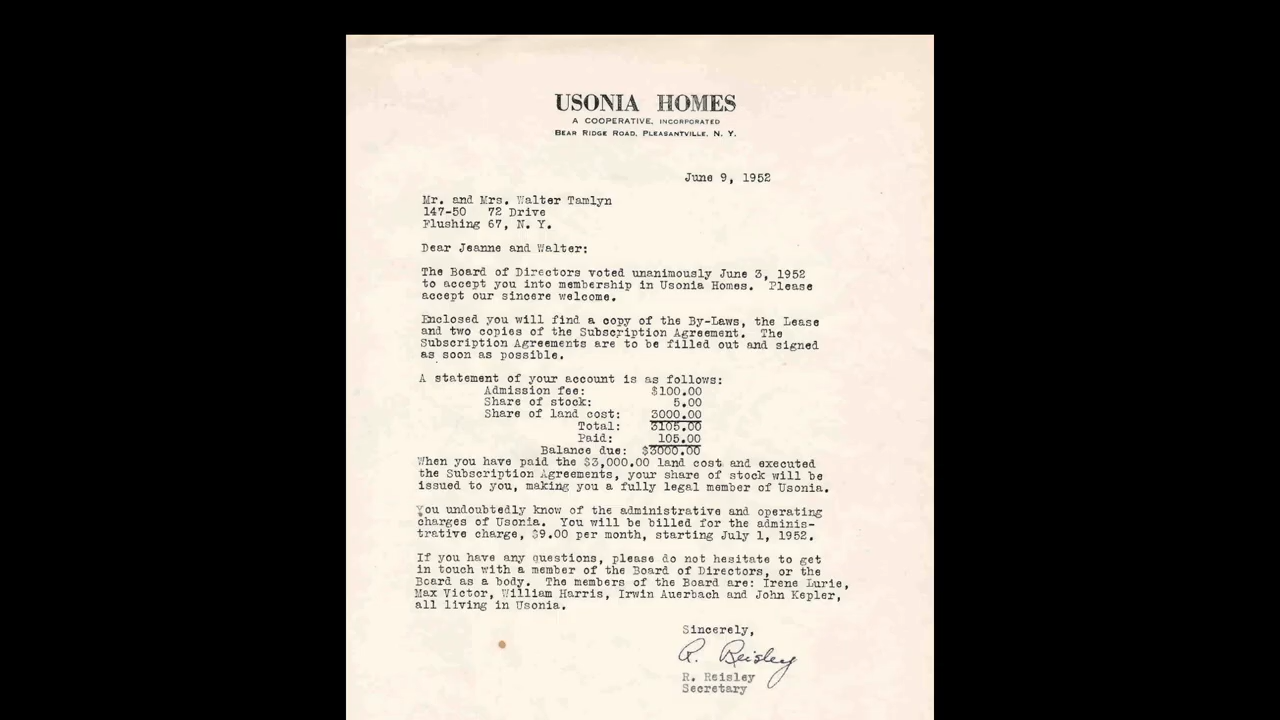 USONIA HOMES
A COOPERATIVE, INCORPORATED
BEAR RIDGE ROAD, PLEASANTVILLE, N. Y.
June 9, 1952
Mr. and Mrs. Walter Tamlyn
147-50 72 Drive
Flushing 67, N. Y.
Dear Jeanne and Walter:
The Board of Directors voted unanimously June 3, 1952
to accept you into membership in Usonia Homes. Please
accept our sincere welcome.
Enclosed you will find a copy of the By-Laws, the Lease
and two copies of the Subscription Agreement. The
Subscription Agreements are to be filled out and signed
as soon as possible.
A statement of your account is as follows:
Admission fee: $100.00
Share of stock: 5.00
Share of land cost: 3000.00
Total: 3105.00
Paid: 105.00
Balance due: $3000.00
When you have paid the $3,000.00 land cost and executed
the Subscription Agreements, your share of stock will be
issued to you, making you a fully legal member of Usonia.
You undoubtedly know of the administrative and operating
charges of Usonia. You will be billed for the adminis-
trative charge, $9.00 per month, starting July 1, 1952.
If you have any questions, please do not hesitate to get
in touch with a member of the Board of Directors, or the
Board as a body. The members of the Board are: Irene Lurie,
Max Victor, William Harris, Irwin Auerbach and John Kepler,
all living in Usonia.
Sincerely,
R. Reisley
R. Reisley
Secretary